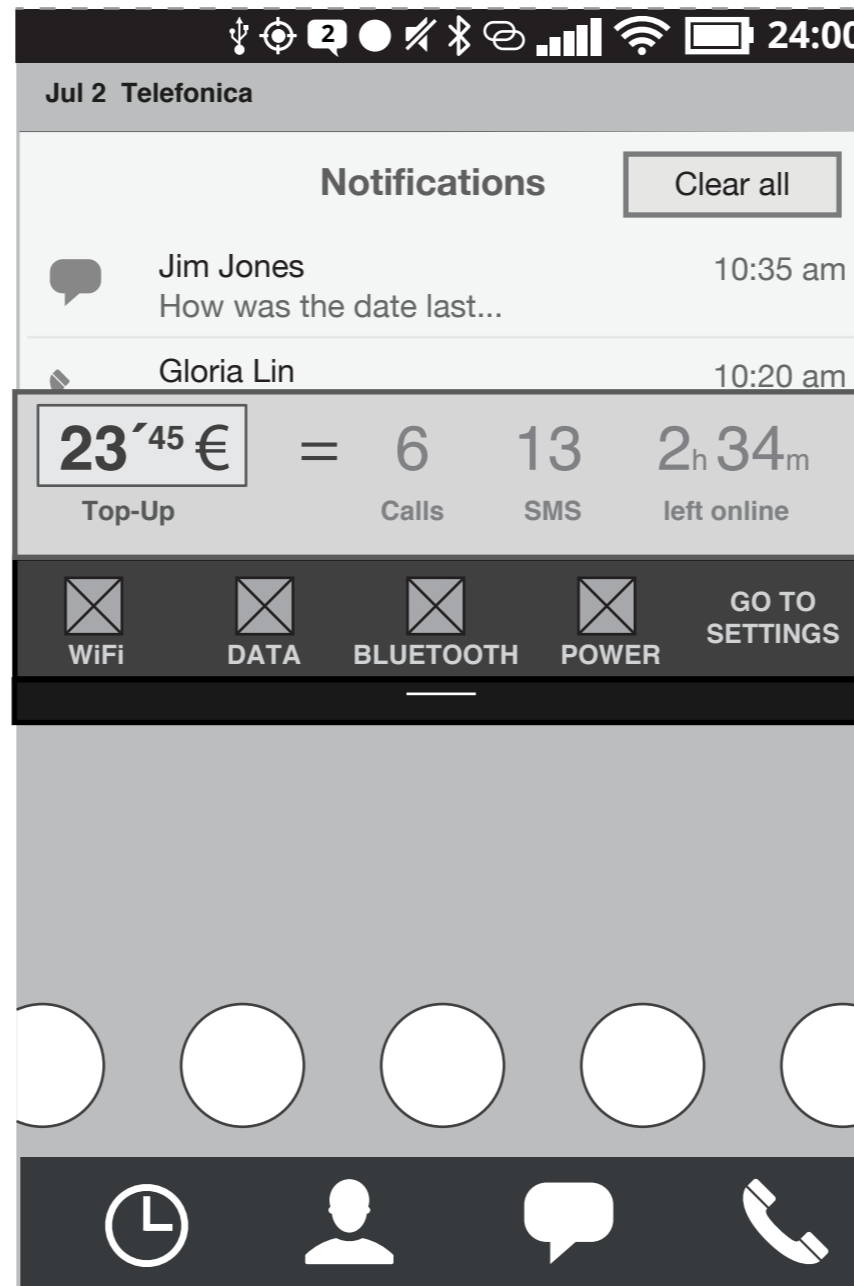 2 24:00
Jul 2 Telefonica
Notifications Clear all
Jim Jones 10:35 am
How was the date last...
Gloria Lin 10:20 am
23´45 € = 6 13 2h 34m
Top-Up Calls SMS left online
GO TO
SETTINGS
WiFi DATA BLUETOOTH POWER